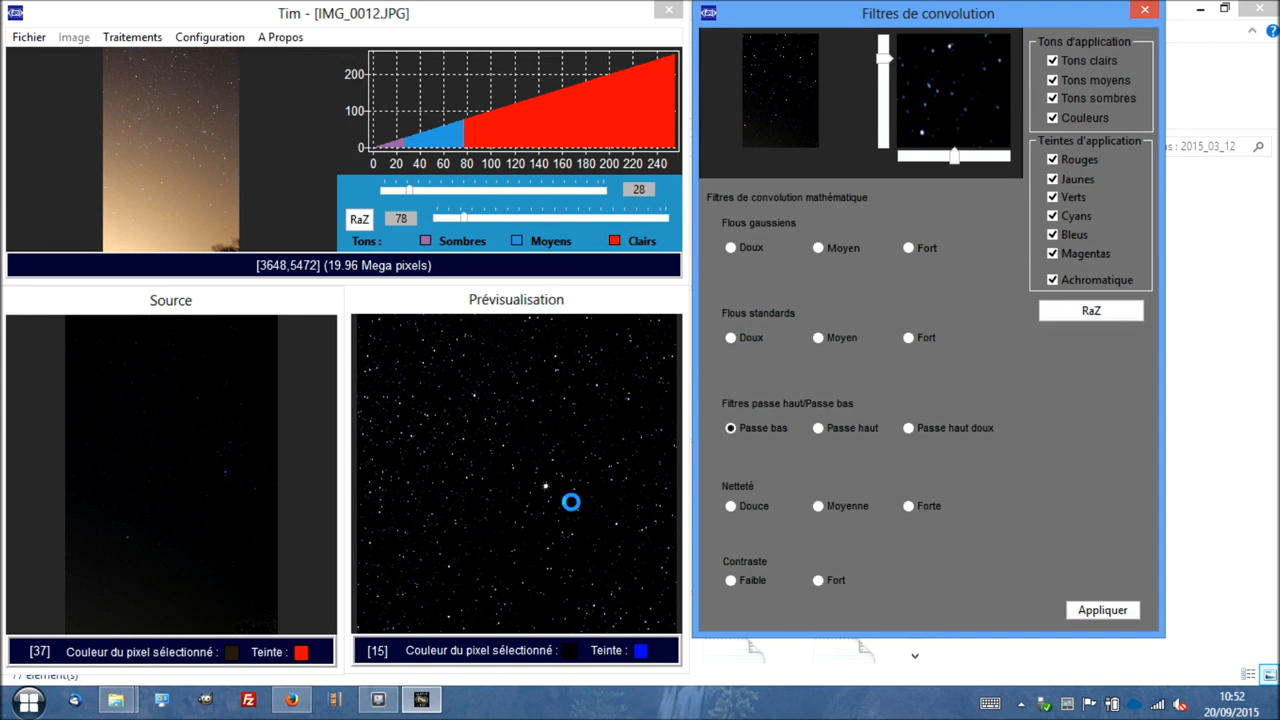 Tim - [IMG_0012.JPG]
Fichier Image Traitements Configuration A Propos
200
100
0
0 20 40 60 80 100 120 140 160 180 200 220 240
28
RaZ 78
Tons : Sombres Moyens Clairs
[3648,5472] (19.96 Mega pixels)
Source
Prévisualisation
[37] Couleur du pixel sélectionné : Teinte :
[15] Couleur du pixel sélectionné : Teinte :
Filtres de convolution
Tons d'application
Tons clairs
Tons moyens
Tons sombres
Couleurs
Teintes d'application
Rouges
Jaunes
Verts
Cyans
Bleus
Magentas
Achromatique
RaZ
Filtres de convolution mathématique
Flous gaussiens
Doux Moyen Fort
Flous standards
Doux Moyen Fort
Filtres passe haut/Passe bas
Passe bas Passe haut Passe haut doux
Netteté
Douce Moyenne Forte
Contraste
Faible Fort
Appliquer
: 2015_03_12
77 élément(s)
10:52
20/09/2015